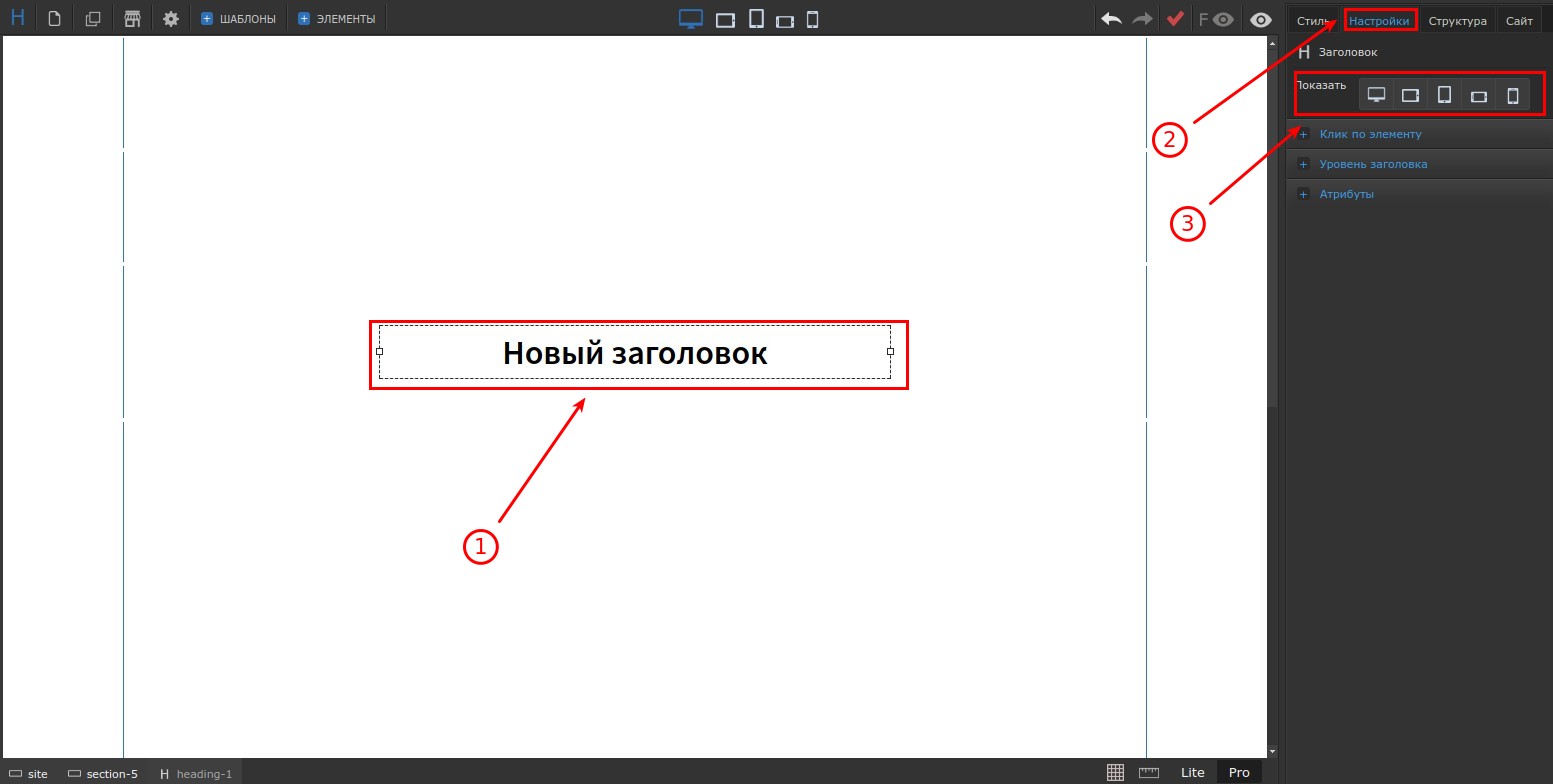 H ШАБЛОНЫ ЭЛЕМЕНТЫ F
Стиль Настройки Структура Сайт
H Заголовок
Показать
+ Клик по элементу
+ Уровень заголовка
+ Атрибуты
2
3
Новый заголовок
1
site section-5 H heading-1 Lite Pro